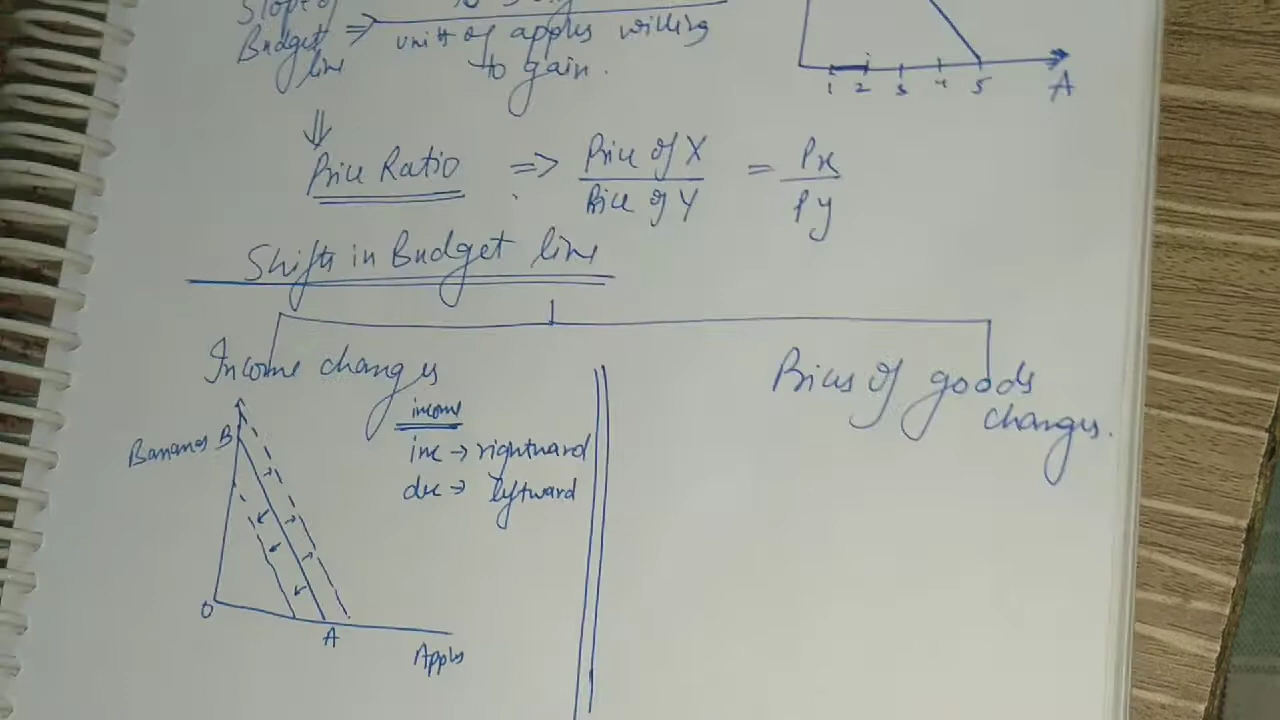 Slope of
Budget line => units of apples willing to gain.
1 2 3 4 5 A
⇓
Price Ratio => Price of X / Price of Y = Px / Py
Shifts in Budget line
Income changes
Prices of goods
changes.
income
inc → rightward
dec → leftward
Bananas B
O
A
Apples